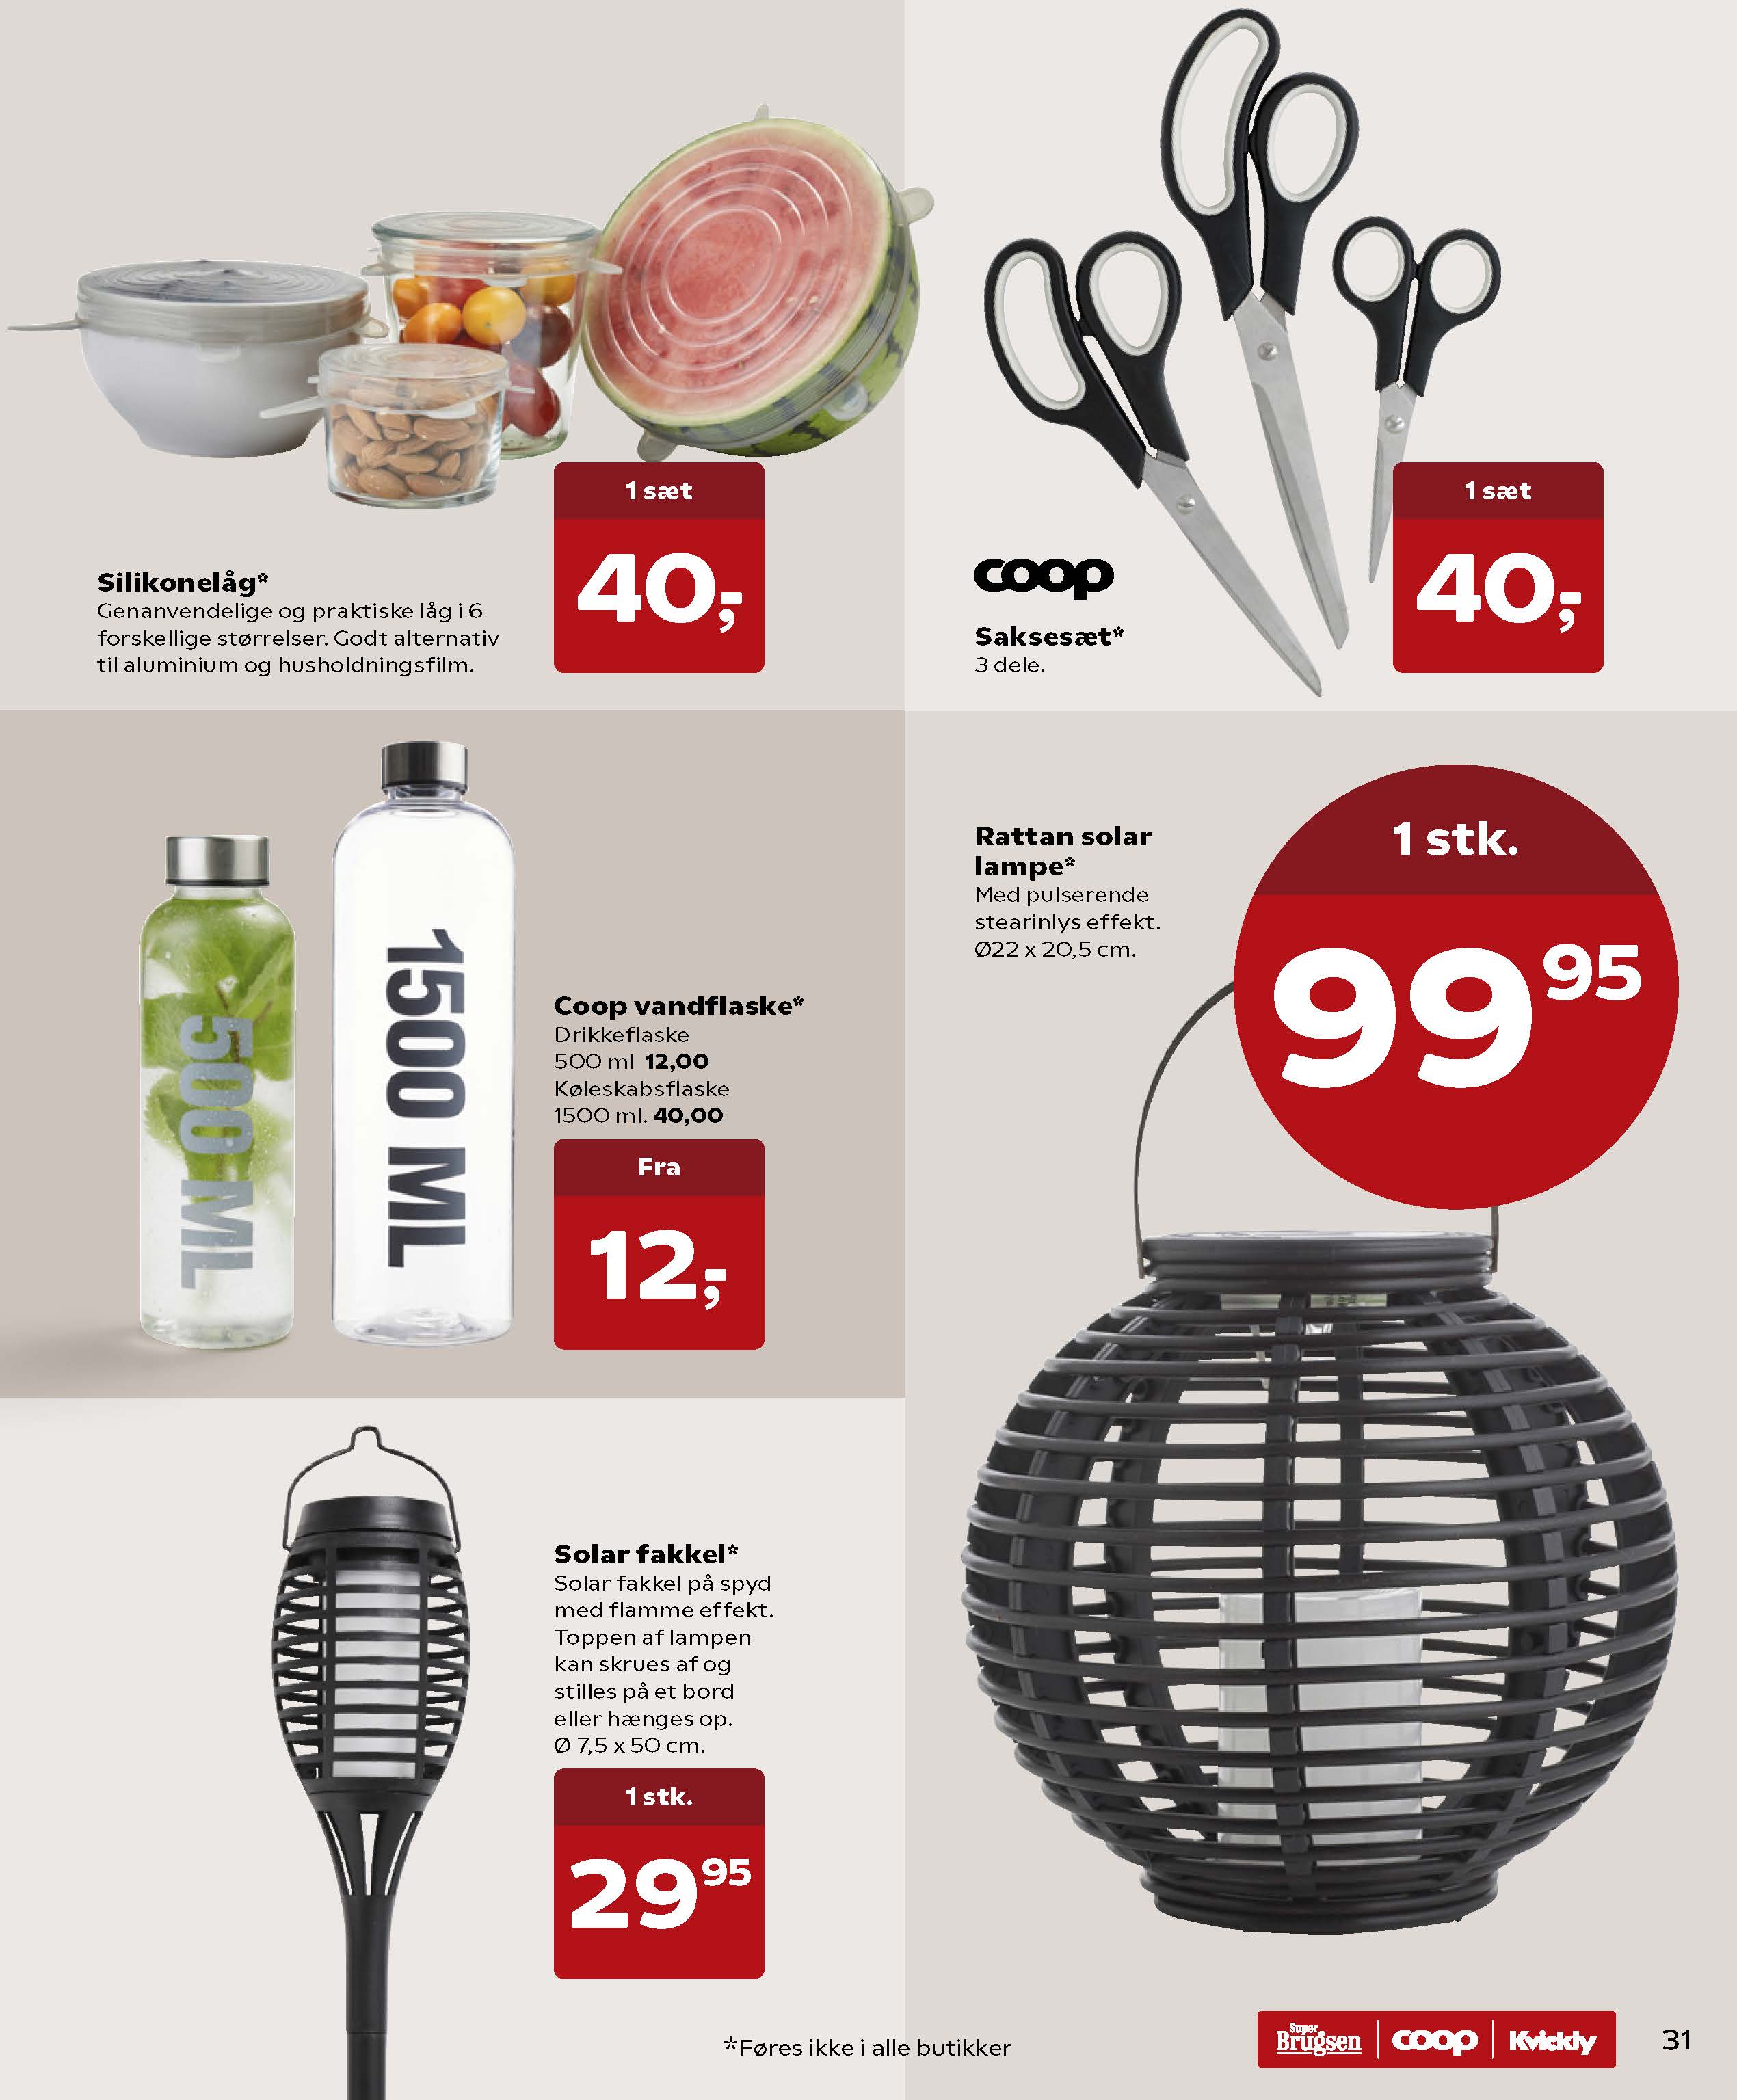 1 sæt
40,-
Silikonelåg*
Genanvendelige og praktiske låg i 6
forskellige størrelser. Godt alternativ
til aluminium og husholdningsfilm.
1 sæt
40,-
coop
Saksesæt*
3 dele.
500 ML
1500 ML
Coop vandflaske*
Drikkeflaske
500 ml 12,00
Køleskabsflaske
1500 ml. 40,00
Fra
12,-
Rattan solar
lampe*
Med pulserende
stearinlys effekt.
Ø22 x 20,5 cm.
1 stk.
99 95
Solar fakkel*
Solar fakkel på spyd
med flamme effekt.
Toppen af lampen
kan skrues af og
stilles på et bord
eller hænges op.
Ø 7,5 x 50 cm.
1 stk.
29 95
*Føres ikke i alle butikker
Super
Brugsen
coop
Kvickly
31